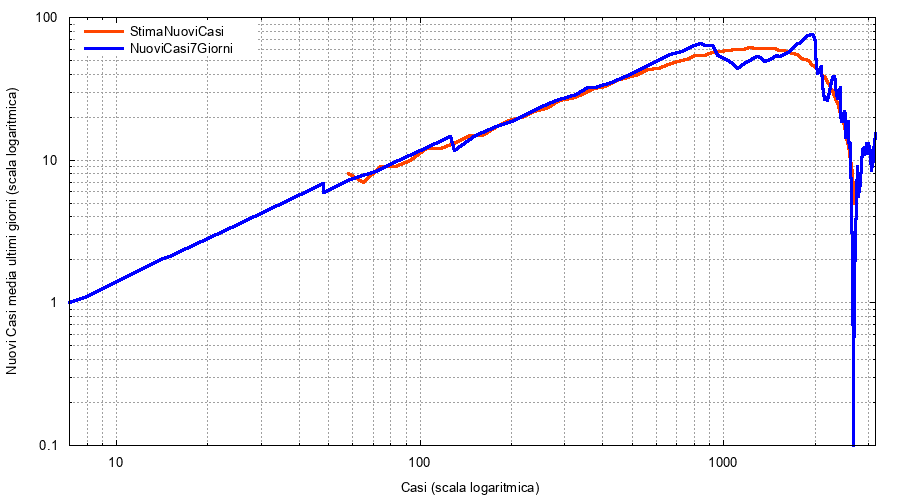 100
StimaNuoviCasi
NuoviCasi7Giorni
10
1
0.1
Nuovi Casi media ultimi giorni (scala logaritmica)
10 100 1000
Casi (scala logaritmica)